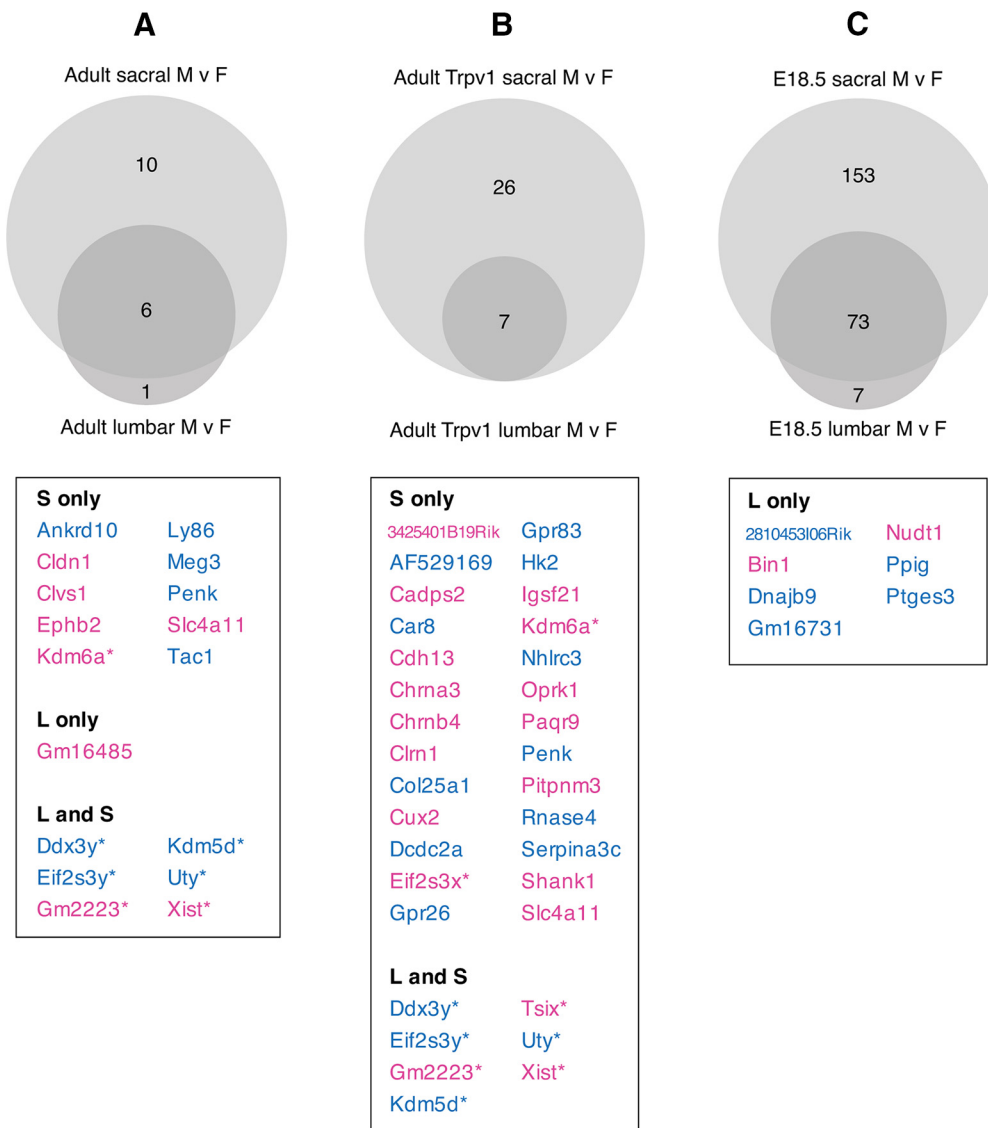 A
Adult sacral M v F
10
6
1
Adult lumbar M v F
S only
Ankrd10 Ly86
Cldn1 Meg3
Clvs1 Penk
Ephb2 Slc4a11
Kdm6a* Tac1
L only
Gm16485
L and S
Ddx3y* Kdm5d*
Eif2s3y* Uty*
Gm2223* Xist*
B
Adult Trpv1 sacral M v F
26
7
Adult Trpv1 lumbar M v F
S only
3425401B19Rik Gpr83
AF529169 Hk2
Cadps2 Igsf21
Car8 Kdm6a*
Cdh13 Nhlrc3
Chrna3 Oprk1
Chrnb4 Paqr9
Clrn1 Penk
Col25a1 Pitpnm3
Cux2 Rnase4
Dcdc2a Serpina3c
Eif2s3x* Shank1
Gpr26 Slc4a11
L and S
Ddx3y* Tsix*
Eif2s3y* Uty*
Gm2223* Xist*
Kdm5d*
C
E18.5 sacral M v F
153
73
7
E18.5 lumbar M v F
L only
2810453I06Rik Nudt1
Bin1 Ppig
Dnajb9 Ptges3
Gm16731